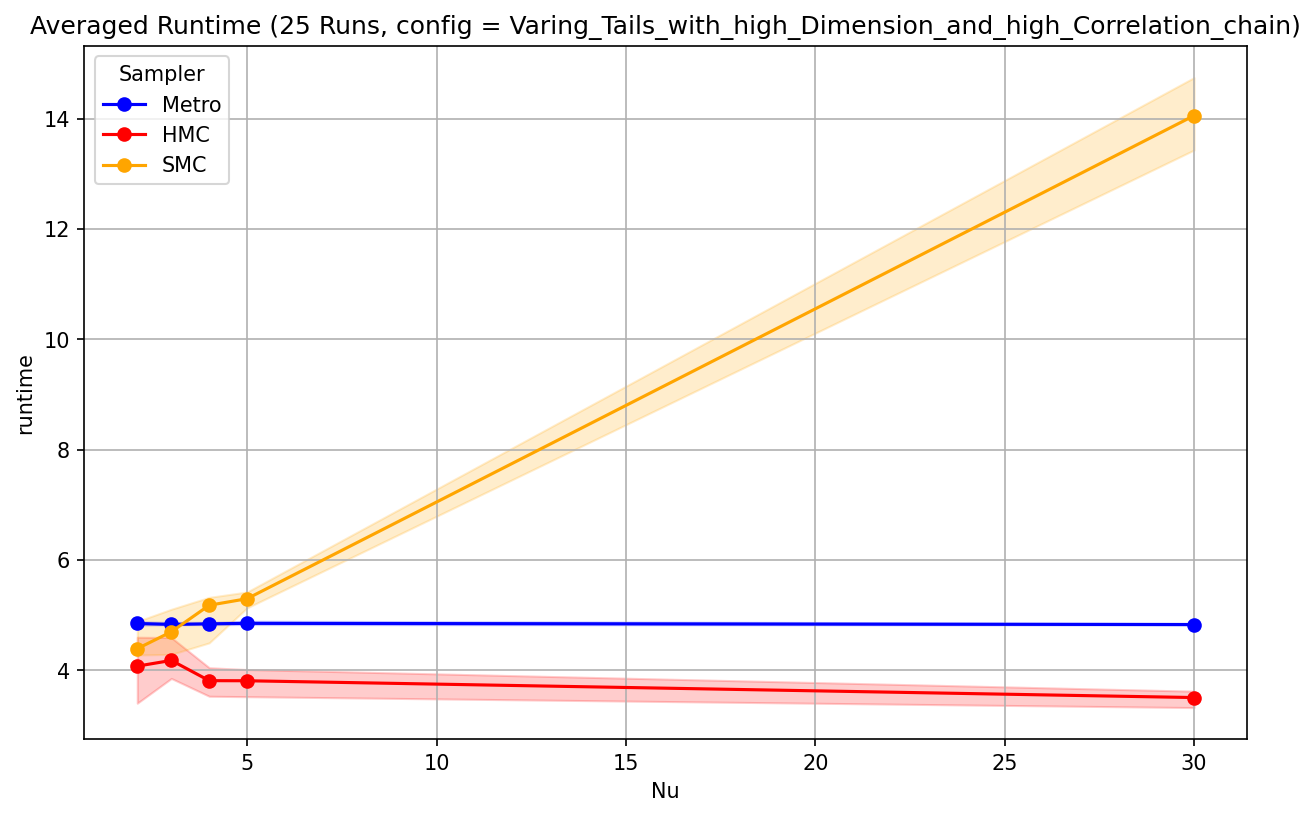 Averaged Runtime (25 Runs, config = Varing_Tails_with_high_Dimension_and_high_Correlation_chain)
Sampler
Metro
HMC
SMC
14
12
10
8
6
4
runtime
5 10 15 20 25 30
Nu